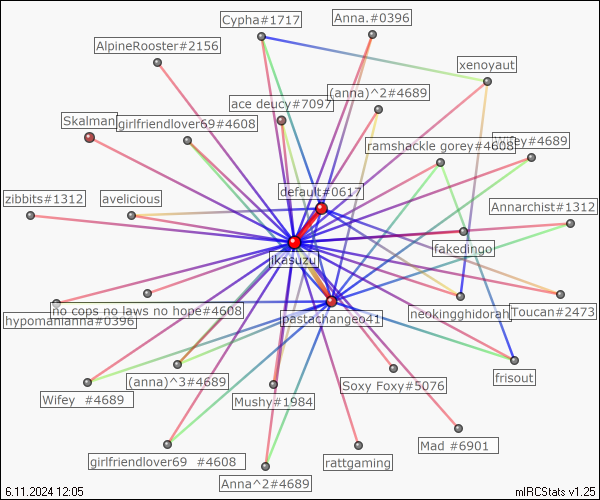 Cypha#1717
Anna.#0396
AlpineRooster#2156
xenoyaut
ace deucy#7097
(anna)^2#4689
Skalman
girlfriendlover69#4608
ramshackle gorey#4608
Wifey#4689
default#0617
zibbits#1312
avelicious
Annarchist#1312
fakedingo
Ikasuzu
no cops no laws no hope#4608
hypomanianna#0396
pastachangeo41
neokingghidorah
Toucan#2473
(anna)^3#4689
Soxy Foxy#5076
frisout
Wifey #4689
Mushy#1984
Mad #6901
girlfriendlover69 #4608
rattgaming
Anna^2#4689
6.11.2024 12:05
mIRCStats v1.25